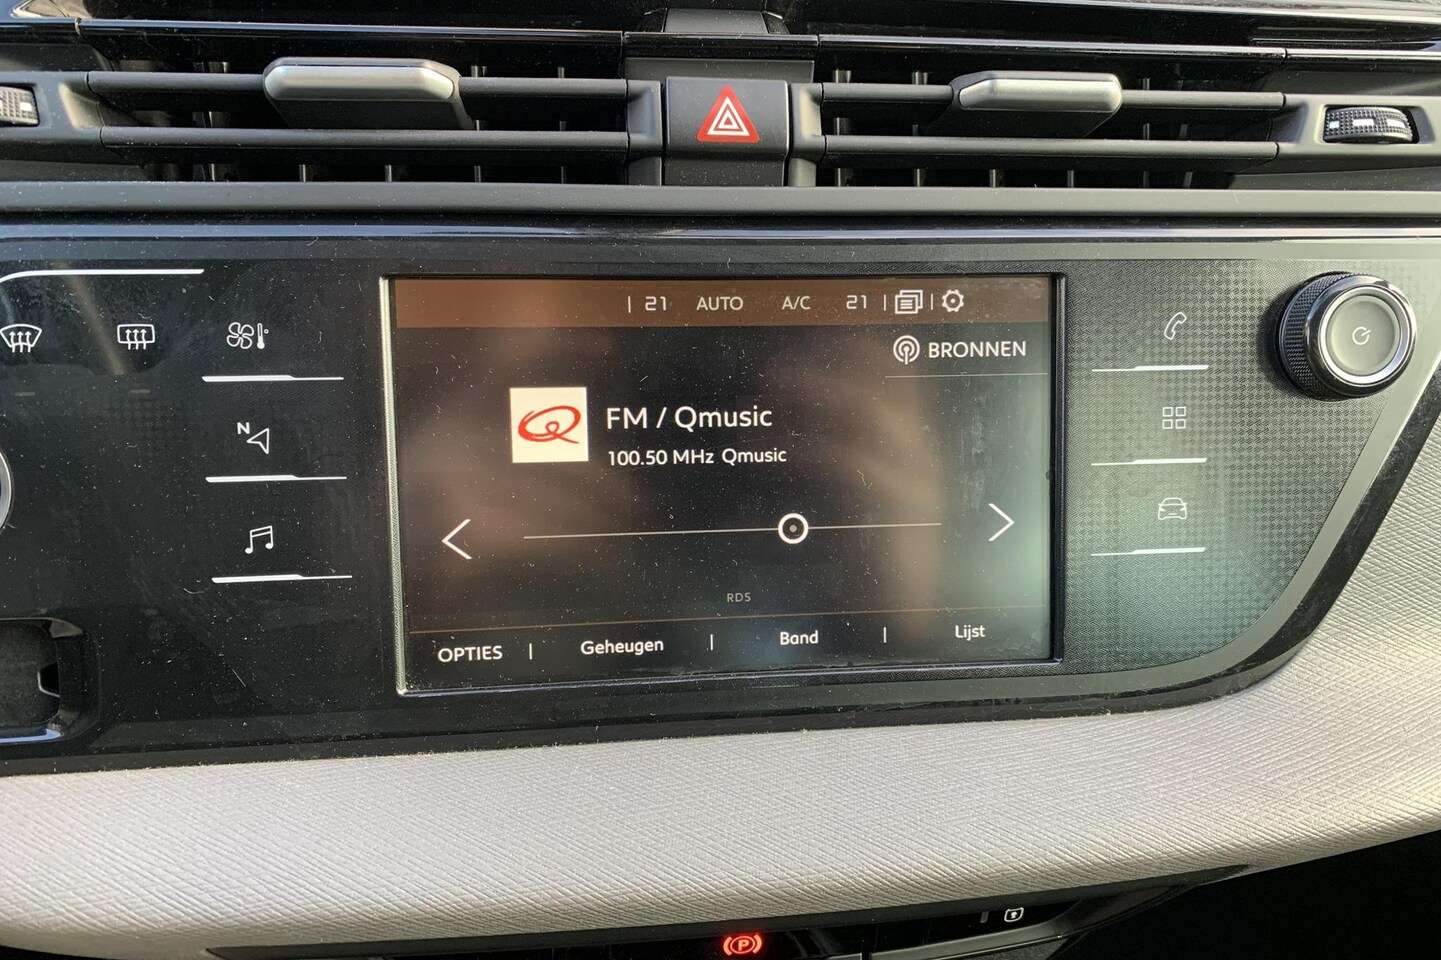 | 21 AUTO A/C 21 | |
BRONNEN
FM / Qmusic
100.50 MHz Qmusic
N
RDS
OPTIES | Geheugen | Band | Lijst
P